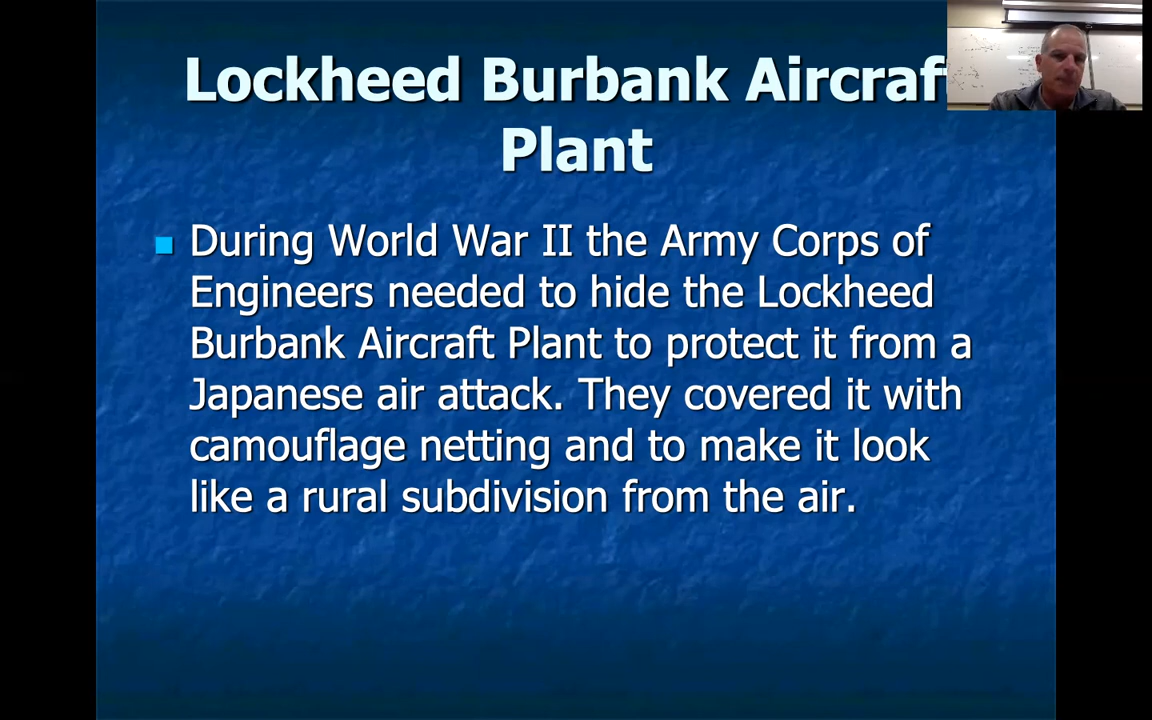 Lockheed Burbank Aircraf
Plant
During World War II the Army Corps of
Engineers needed to hide the Lockheed
Burbank Aircraft Plant to protect it from a
Japanese air attack. They covered it with
camouflage netting and to make it look
like a rural subdivision from the air.